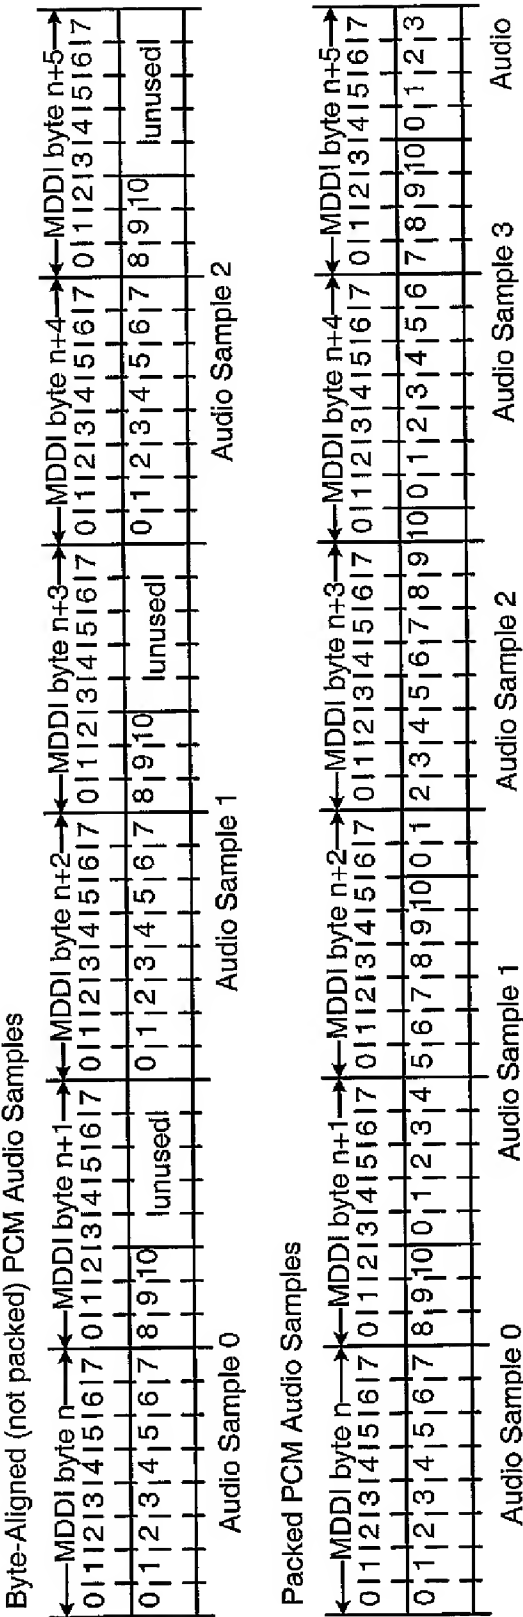 Byte-Aligned (not packed) PCM Audio Samples
MDDI byte n MDDI byte n+1 MDDI byte n+2 MDDI byte n+3 MDDI byte n+4 MDDI byte n+5
0 1 2 3 4 5 6 7 0 1 2 3 4 5 6 7 0 1 2 3 4 5 6 7 0 1 2 3 4 5 6 7 0 1 2 3 4 5 6 7 0 1 2 3 4 5 6 7
0 1 2 3 4 5 6 7 8 9 10 unused 0 1 2 3 4 5 6 7 8 9 10 unused 0 1 2 3 4 5 6 7 8 9 10 unused
Audio Sample 0 Audio Sample 1 Audio Sample 2
Packed PCM Audio Samples
MDDI byte n MDDI byte n+1 MDDI byte n+2 MDDI byte n+3 MDDI byte n+4 MDDI byte n+5
0 1 2 3 4 5 6 7 0 1 2 3 4 5 6 7 0 1 2 3 4 5 6 7 0 1 2 3 4 5 6 7 0 1 2 3 4 5 6 7 0 1 2 3 4 5 6 7
0 1 2 3 4 5 6 7 8 9 10 0 1 2 3 4 5 6 7 8 9 10 0 1 2 3 4 5 6 7 8 9 10 0 1 2 3 4 5 6 7 8 9 10 0 1 2 3
Audio Sample 0 Audio Sample 1 Audio Sample 2 Audio Sample 3 Audio